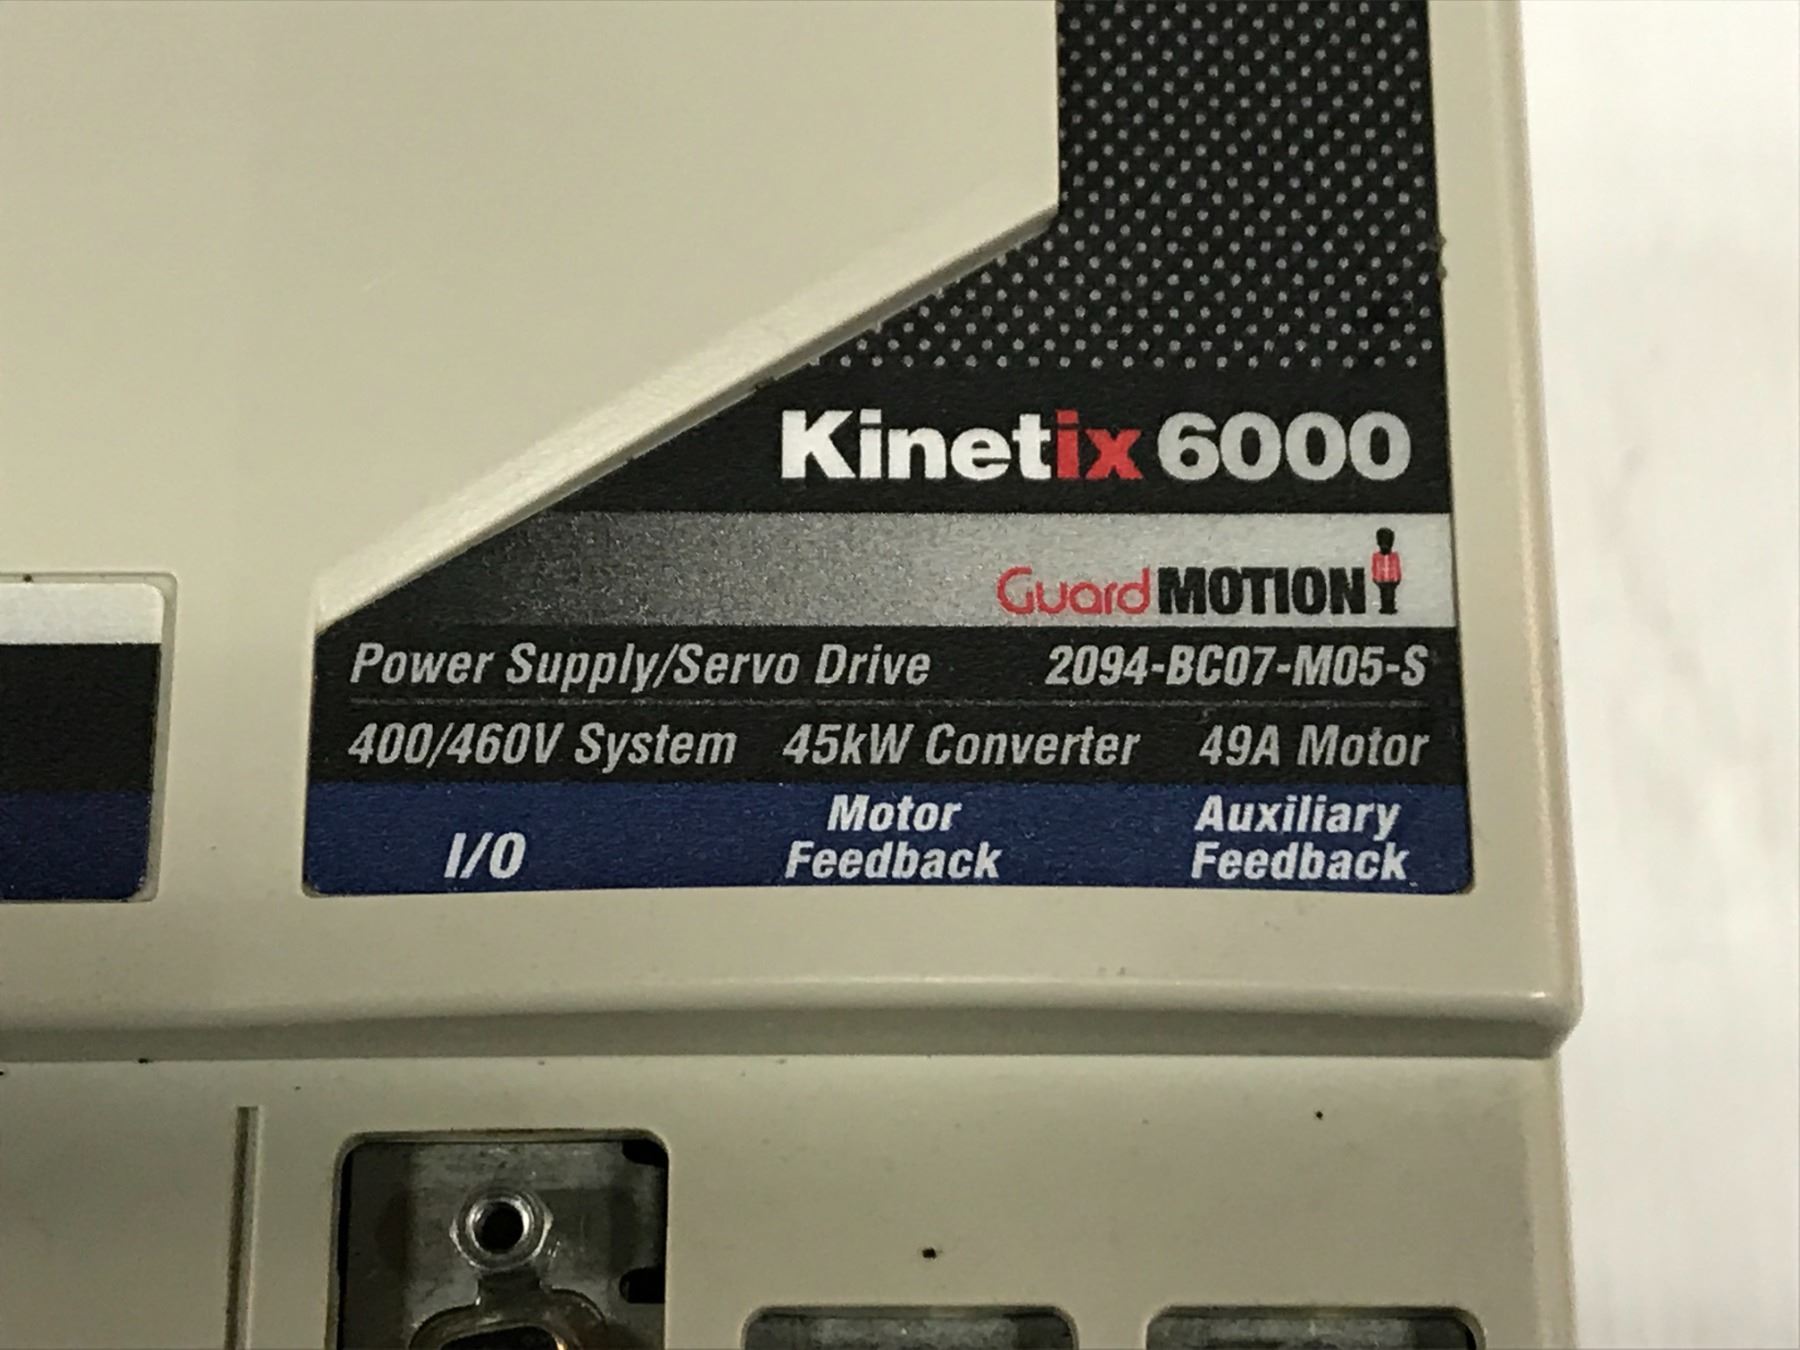 Kinetix 6000
GuardMOTION
Power Supply/Servo Drive 2094-BC07-M05-S
400/460V System 45kW Converter 49A Motor
I/O Motor Feedback Auxiliary Feedback